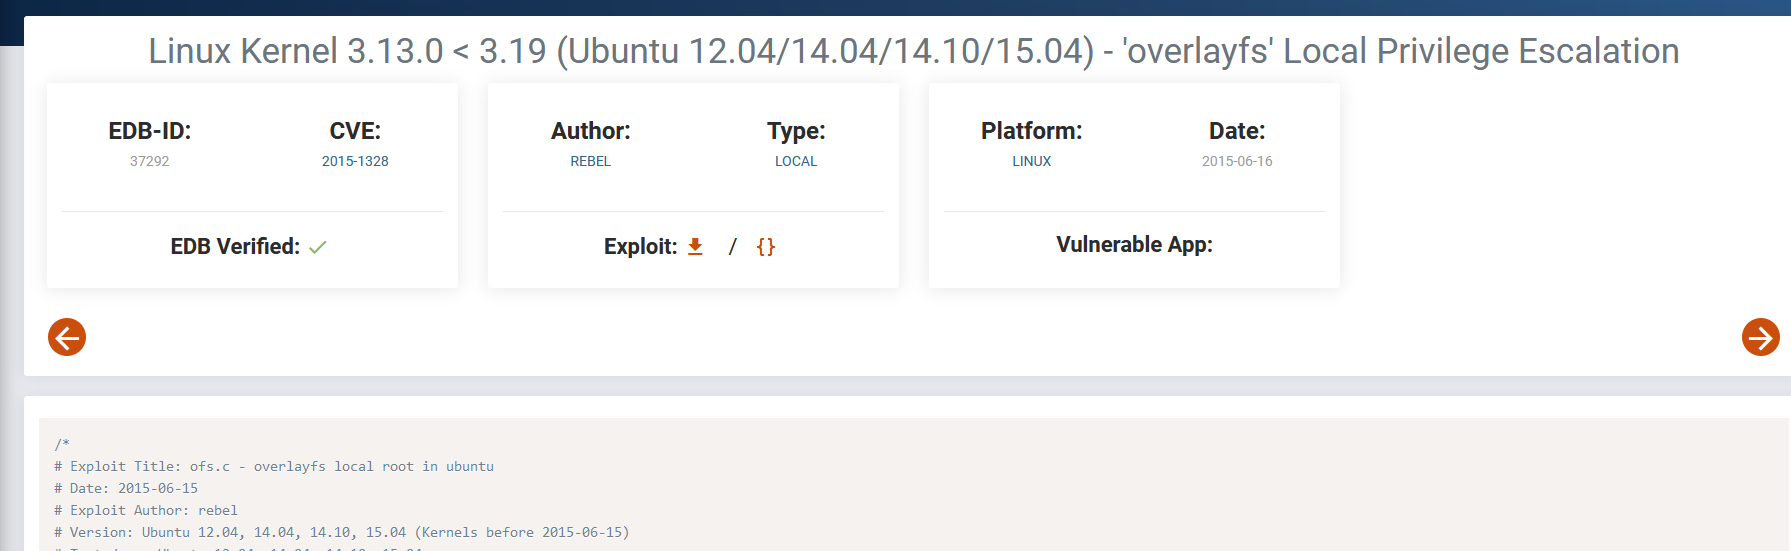 Linux Kernel 3.13.0 < 3.19 (Ubuntu 12.04/14.04/14.10/15.04) - 'overlayfs' Local Privilege Escalation
EDB-ID:
37292
CVE:
2015-1328
EDB Verified:
Author:
REBEL
Type:
LOCAL
Exploit: / {}
Platform:
LINUX
Date:
2015-06-16
Vulnerable App:
/*
# Exploit Title: ofs.c - overlayfs local root in ubuntu
# Date: 2015-06-15
# Exploit Author: rebel
# Version: Ubuntu 12.04, 14.04, 14.10, 15.04 (Kernels before 2015-06-15)